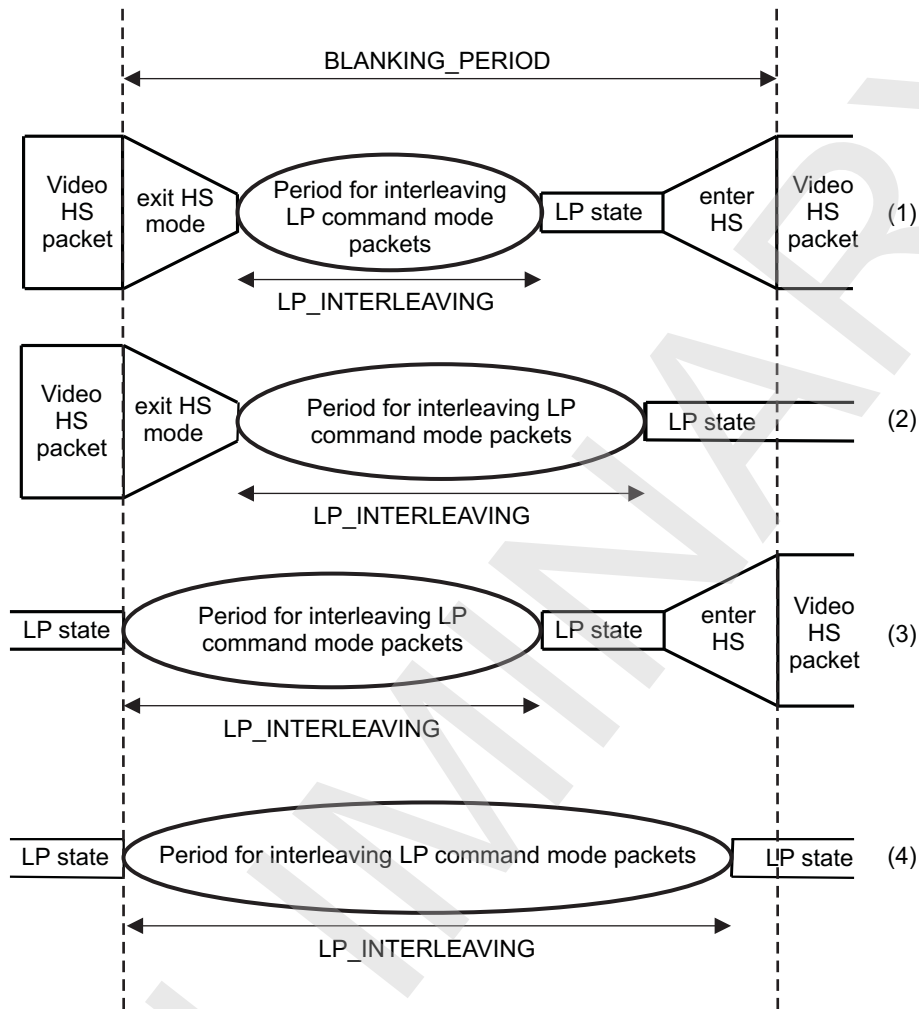 BLANKING_PERIOD
Video
HS
packet
exit HS
mode
Period for interleaving
LP command mode
packets
LP state
enter
HS
Video
HS
packet
(1)
LP_INTERLEAVING
Video
HS
packet
exit HS
mode
Period for interleaving LP
command mode packets
LP state
(2)
LP_INTERLEAVING
LP state
Period for interleaving LP
command mode packets
LP state
enter
HS
Video
HS
packet
(3)
LP_INTERLEAVING
LP state
Period for interleaving LP command mode packets
LP state
(4)
LP_INTERLEAVING